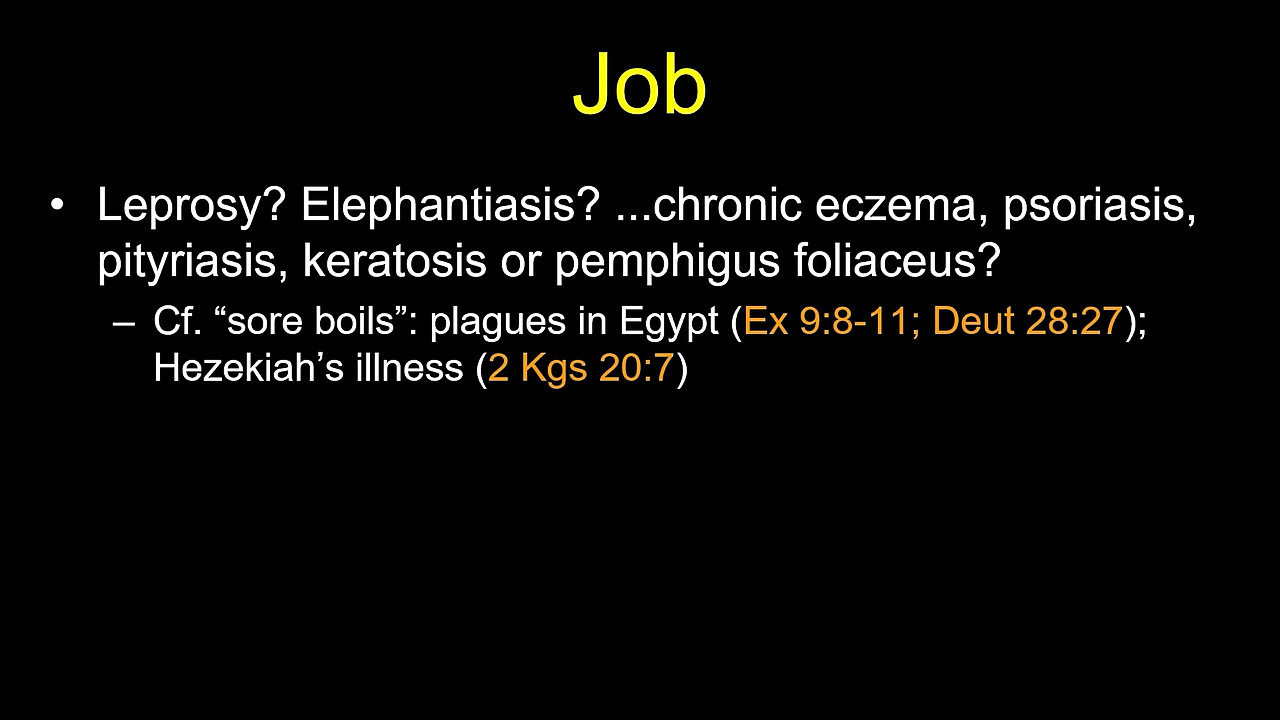 Job
• Leprosy? Elephantiasis? ...chronic eczema, psoriasis,
pityriasis, keratosis or pemphigus foliaceus?
– Cf. “sore boils”: plagues in Egypt (Ex 9:8-11; Deut 28:27);
Hezekiah’s illness (2 Kgs 20:7)